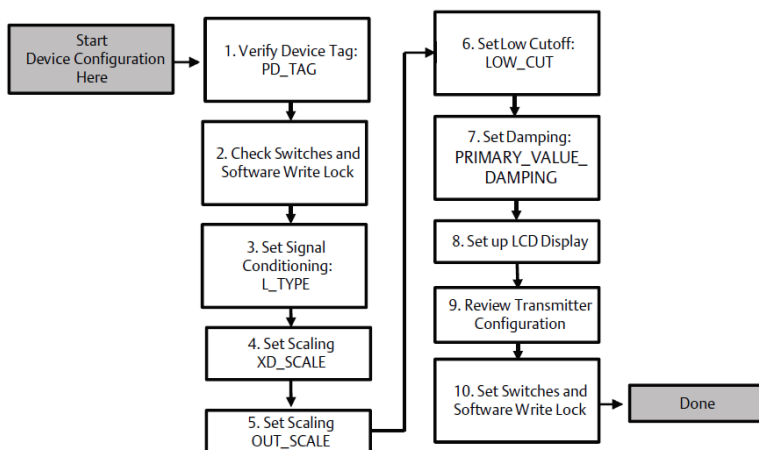 Start
Device Configuration
Here
1. Verify Device Tag:
PD_TAG
2. Check Switches and
Software Write Lock
3. Set Signal
Conditioning:
L_TYPE
4. Set Scaling
XD_SCALE
5. Set Scaling
OUT_SCALE
6. Set Low Cutoff:
LOW_CUT
7. Set Damping:
PRIMARY_VALUE_
DAMPING
8. Set up LCD Display
9. Review Transmitter
Configuration
10. Set Switches and
Software Write Lock
Done